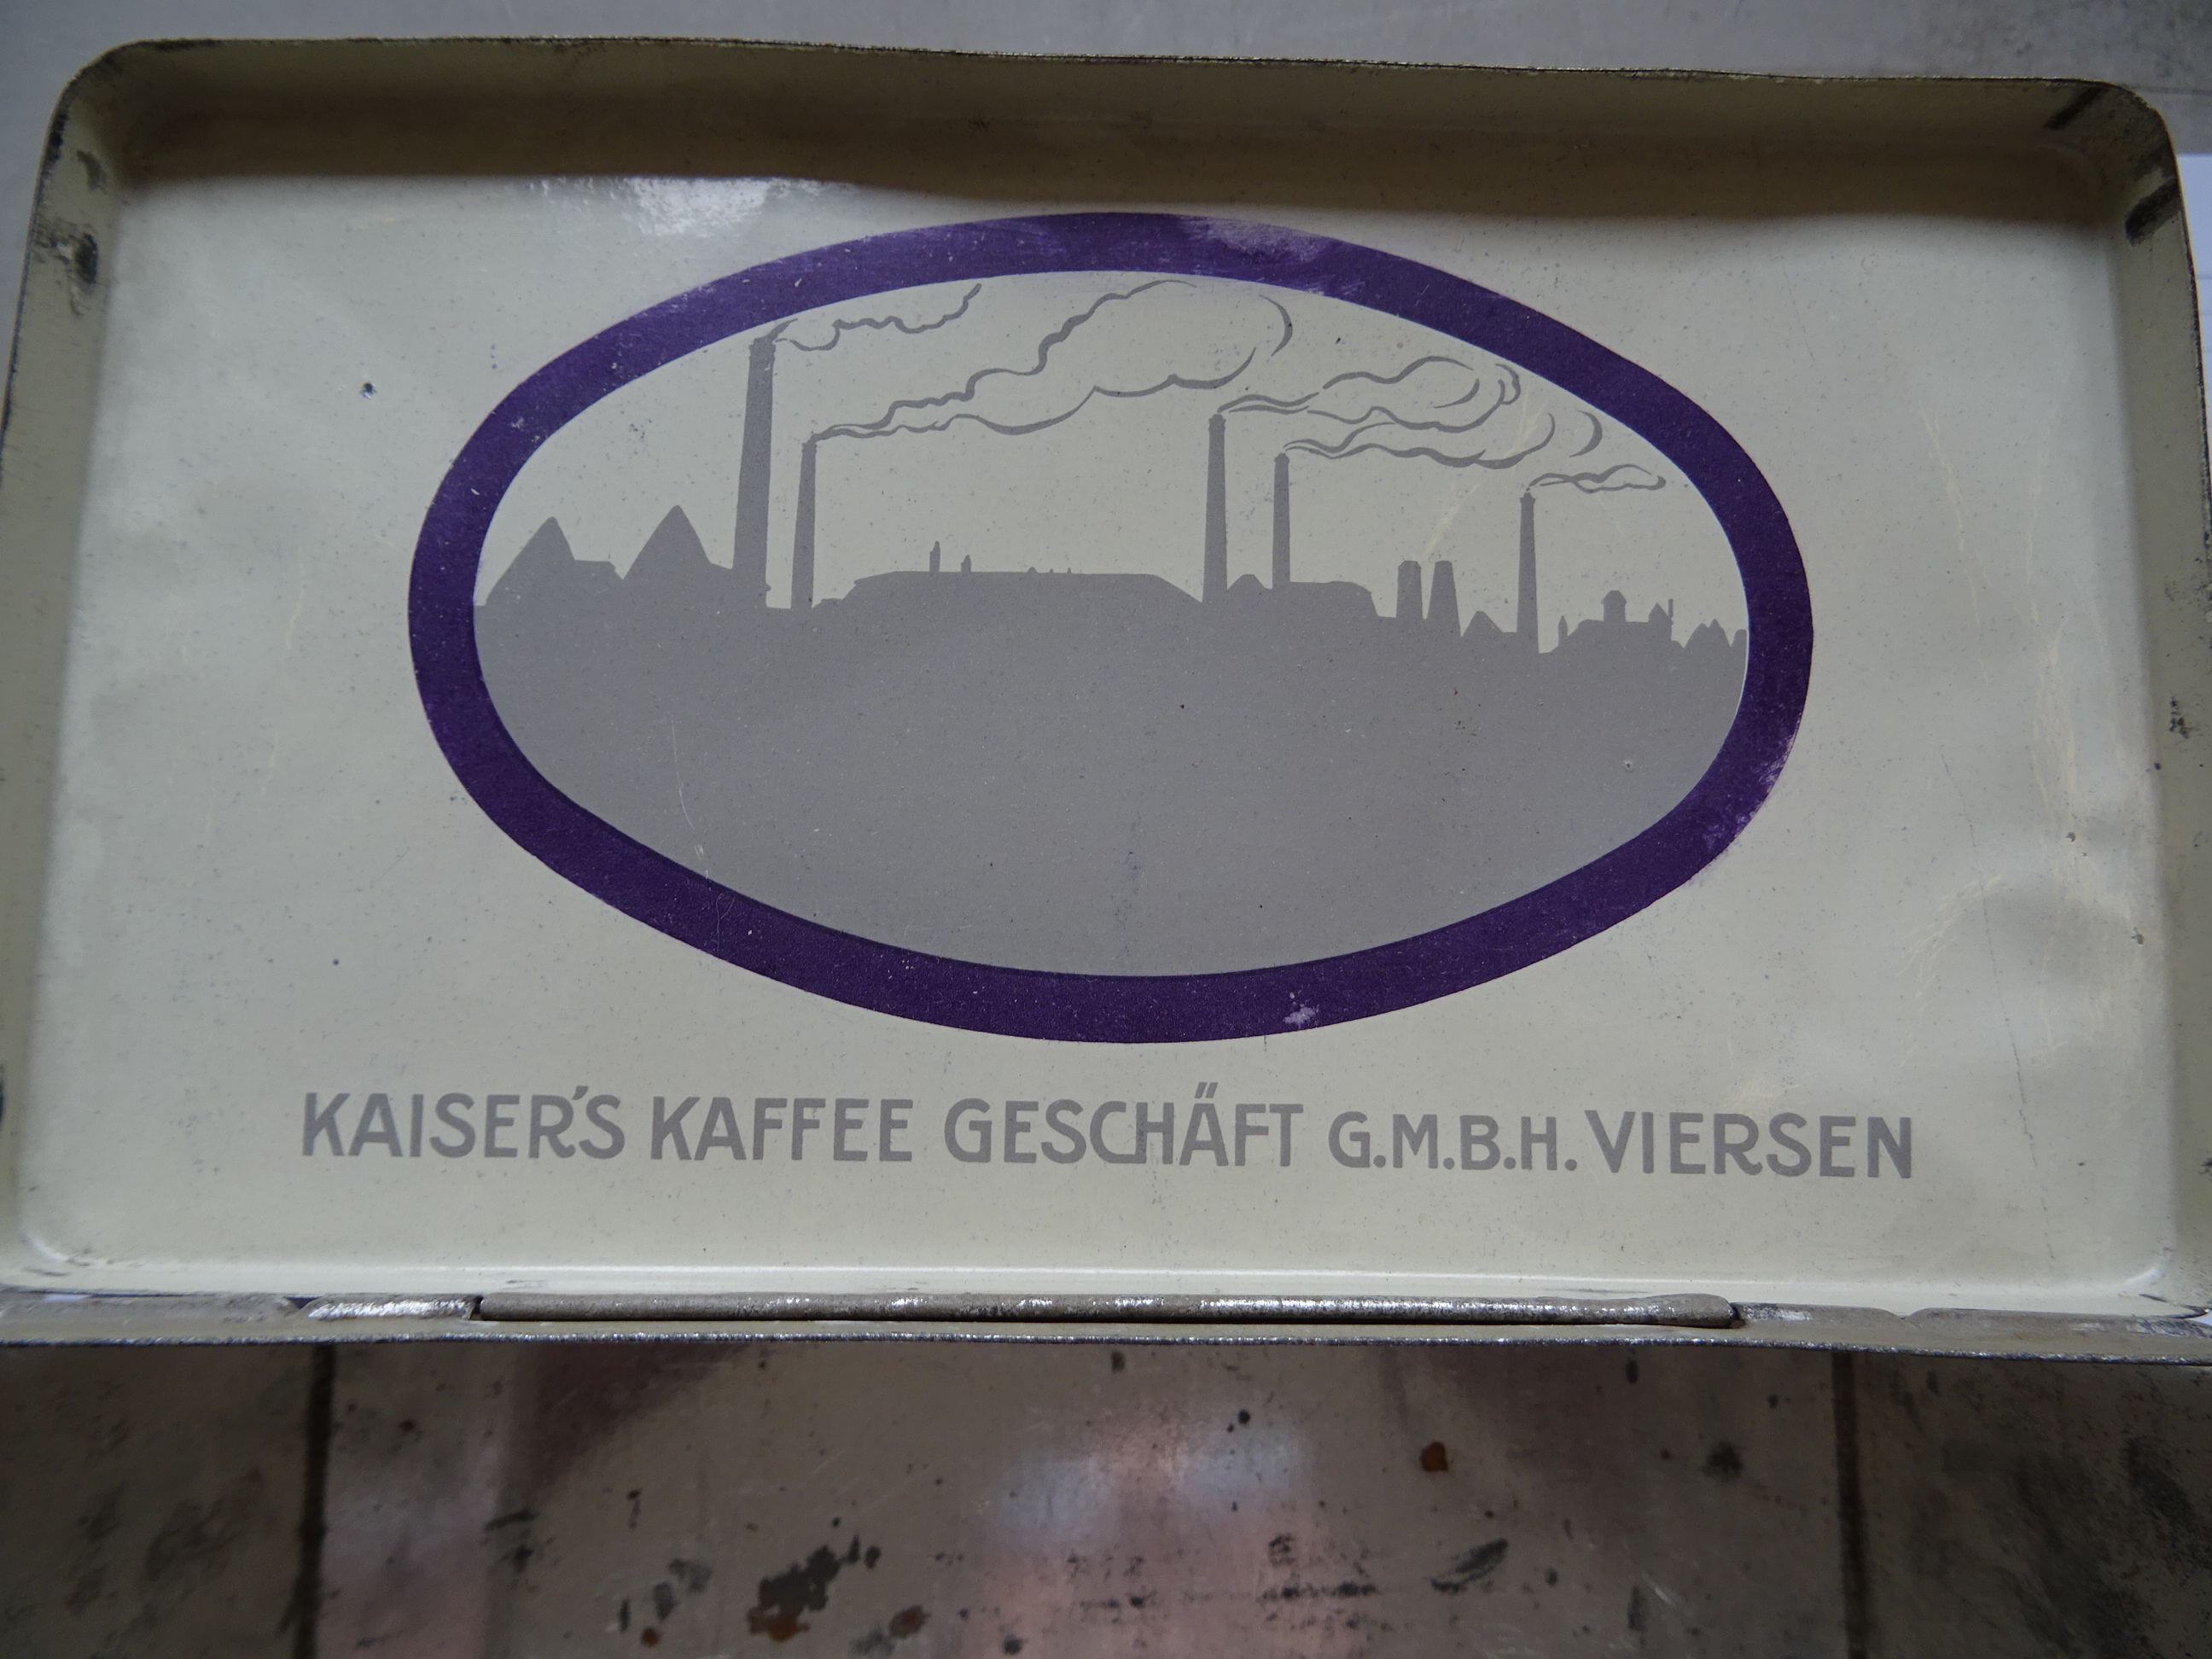 KAISER'S KAFFEE GESCHÄFT G.M.B.H. VIERSEN